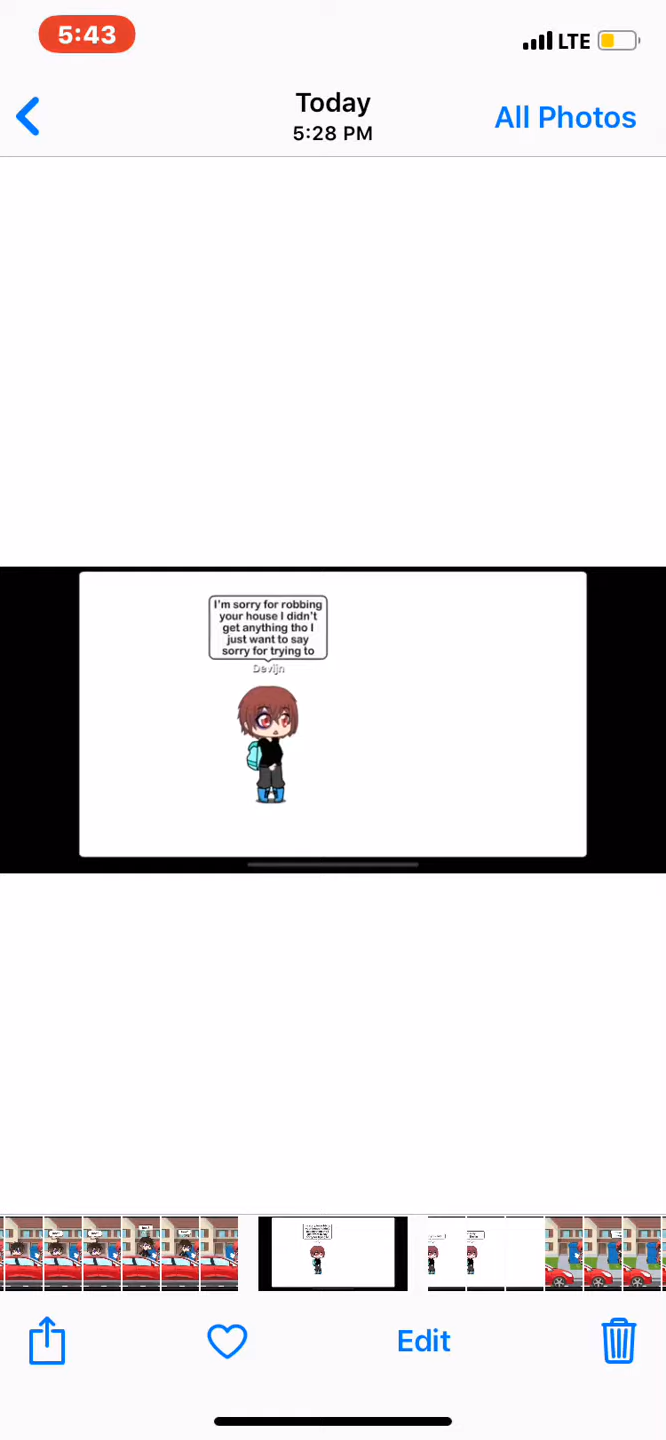 5:43
LTE
Today
5:28 PM
All Photos
I'm sorry for robbing
your house I didn't
get anything tho I
just want to say
sorry for trying to
Devijn
Edit